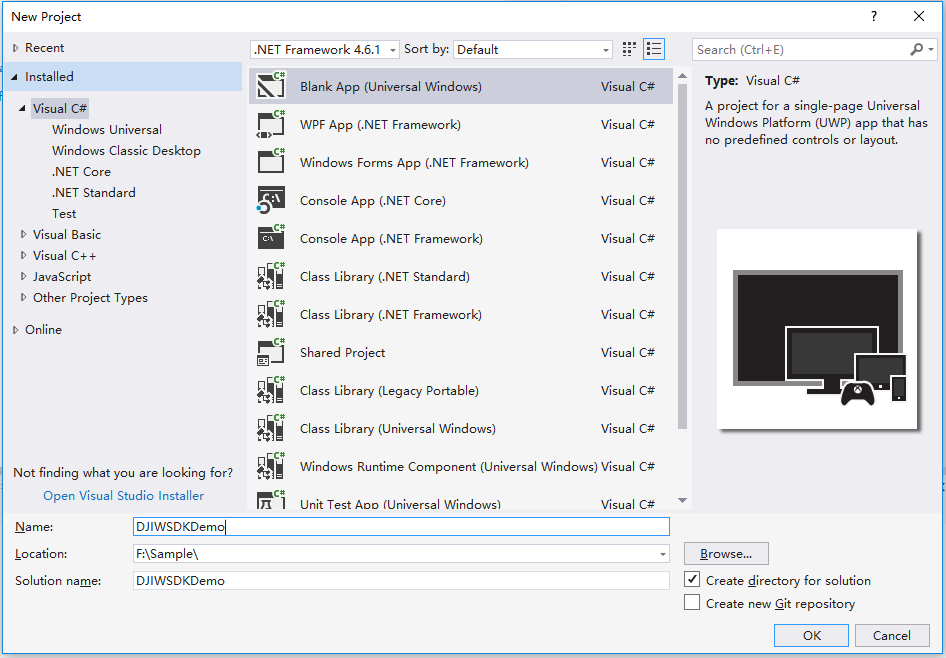 New Project
?
Recent
.NET Framework 4.6.1 Sort by: Default
Search (Ctrl+E)
Installed
Visual C#
Windows Universal
Windows Classic Desktop
.NET Core
.NET Standard
Test
Visual Basic
Visual C++
JavaScript
Other Project Types
Online
Not finding what you are looking for?
Open Visual Studio Installer
Blank App (Universal Windows) Visual C#
WPF App (.NET Framework) Visual C#
Windows Forms App (.NET Framework) Visual C#
Console App (.NET Core) Visual C#
Console App (.NET Framework) Visual C#
Class Library (.NET Standard) Visual C#
Class Library (.NET Framework) Visual C#
Shared Project Visual C#
Class Library (Legacy Portable) Visual C#
Class Library (Universal Windows) Visual C#
Windows Runtime Component (Universal Windows) Visual C#
Unit Test App (Universal Windows) Visual C#
Type: Visual C#
A project for a single-page Universal
Windows Platform (UWP) app that has
no predefined controls or layout.
Name: DJIWSDKDemo
Location: F:\Sample\
Browse...
Solution name: DJIWSDKDemo
Create directory for solution
Create new Git repository
OK
Cancel